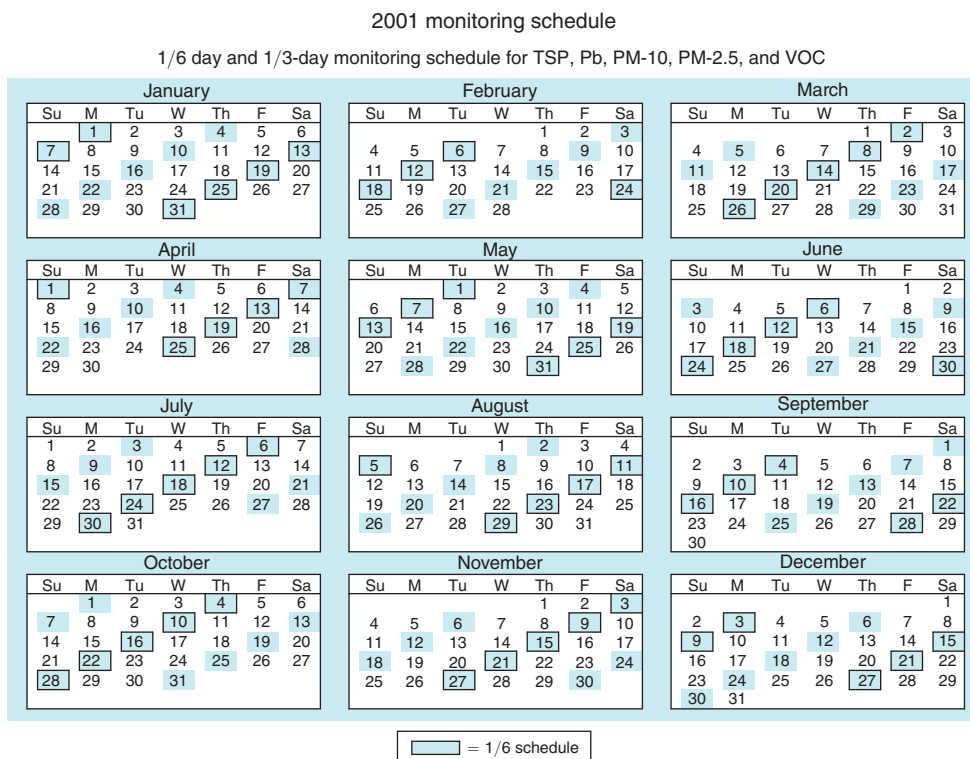 2001 monitoring schedule
1/6 day and 1/3-day monitoring schedule for TSP, Pb, PM-10, PM-2.5, and VOC
January
Su M Tu W Th F Sa
1 2 3 4 5 6
7 8 9 10 11 12 13
14 15 16 17 18 19 20
21 22 23 24 25 26 27
28 29 30 31
February
Su M Tu W Th F Sa
1 2 3
4 5 6 7 8 9 10
11 12 13 14 15 16 17
18 19 20 21 22 23 24
25 26 27 28
March
Su M Tu W Th F Sa
1 2 3
4 5 6 7 8 9 10
11 12 13 14 15 16 17
18 19 20 21 22 23 24
25 26 27 28 29 30 31
April
Su M Tu W Th F Sa
1 2 3 4 5 6 7
8 9 10 11 12 13 14
15 16 17 18 19 20 21
22 23 24 25 26 27 28
29 30
May
Su M Tu W Th F Sa
1 2 3 4 5
6 7 8 9 10 11 12
13 14 15 16 17 18 19
20 21 22 23 24 25 26
27 28 29 30 31
June
Su M Tu W Th F Sa
1 2
3 4 5 6 7 8 9
10 11 12 13 14 15 16
17 18 19 20 21 22 23
24 25 26 27 28 29 30
July
Su M Tu W Th F Sa
1 2 3 4 5 6 7
8 9 10 11 12 13 14
15 16 17 18 19 20 21
22 23 24 25 26 27 28
29 30 31
August
Su M Tu W Th F Sa
1 2 3 4
5 6 7 8 9 10 11
12 13 14 15 16 17 18
19 20 21 22 23 24 25
26 27 28 29 30 31
September
Su M Tu W Th F Sa
1
2 3 4 5 6 7 8
9 10 11 12 13 14 15
16 17 18 19 20 21 22
23 24 25 26 27 28 29
30
October
Su M Tu W Th F Sa
1 2 3 4 5 6
7 8 9 10 11 12 13
14 15 16 17 18 19 20
21 22 23 24 25 26 27
28 29 30 31
November
Su M Tu W Th F Sa
1 2 3
4 5 6 7 8 9 10
11 12 13 14 15 16 17
18 19 20 21 22 23 24
25 26 27 28 29 30
December
Su M Tu W Th F Sa
1
2 3 4 5 6 7 8
9 10 11 12 13 14 15
16 17 18 19 20 21 22
23 24 25 26 27 28 29
30 31
= 1/6 schedule